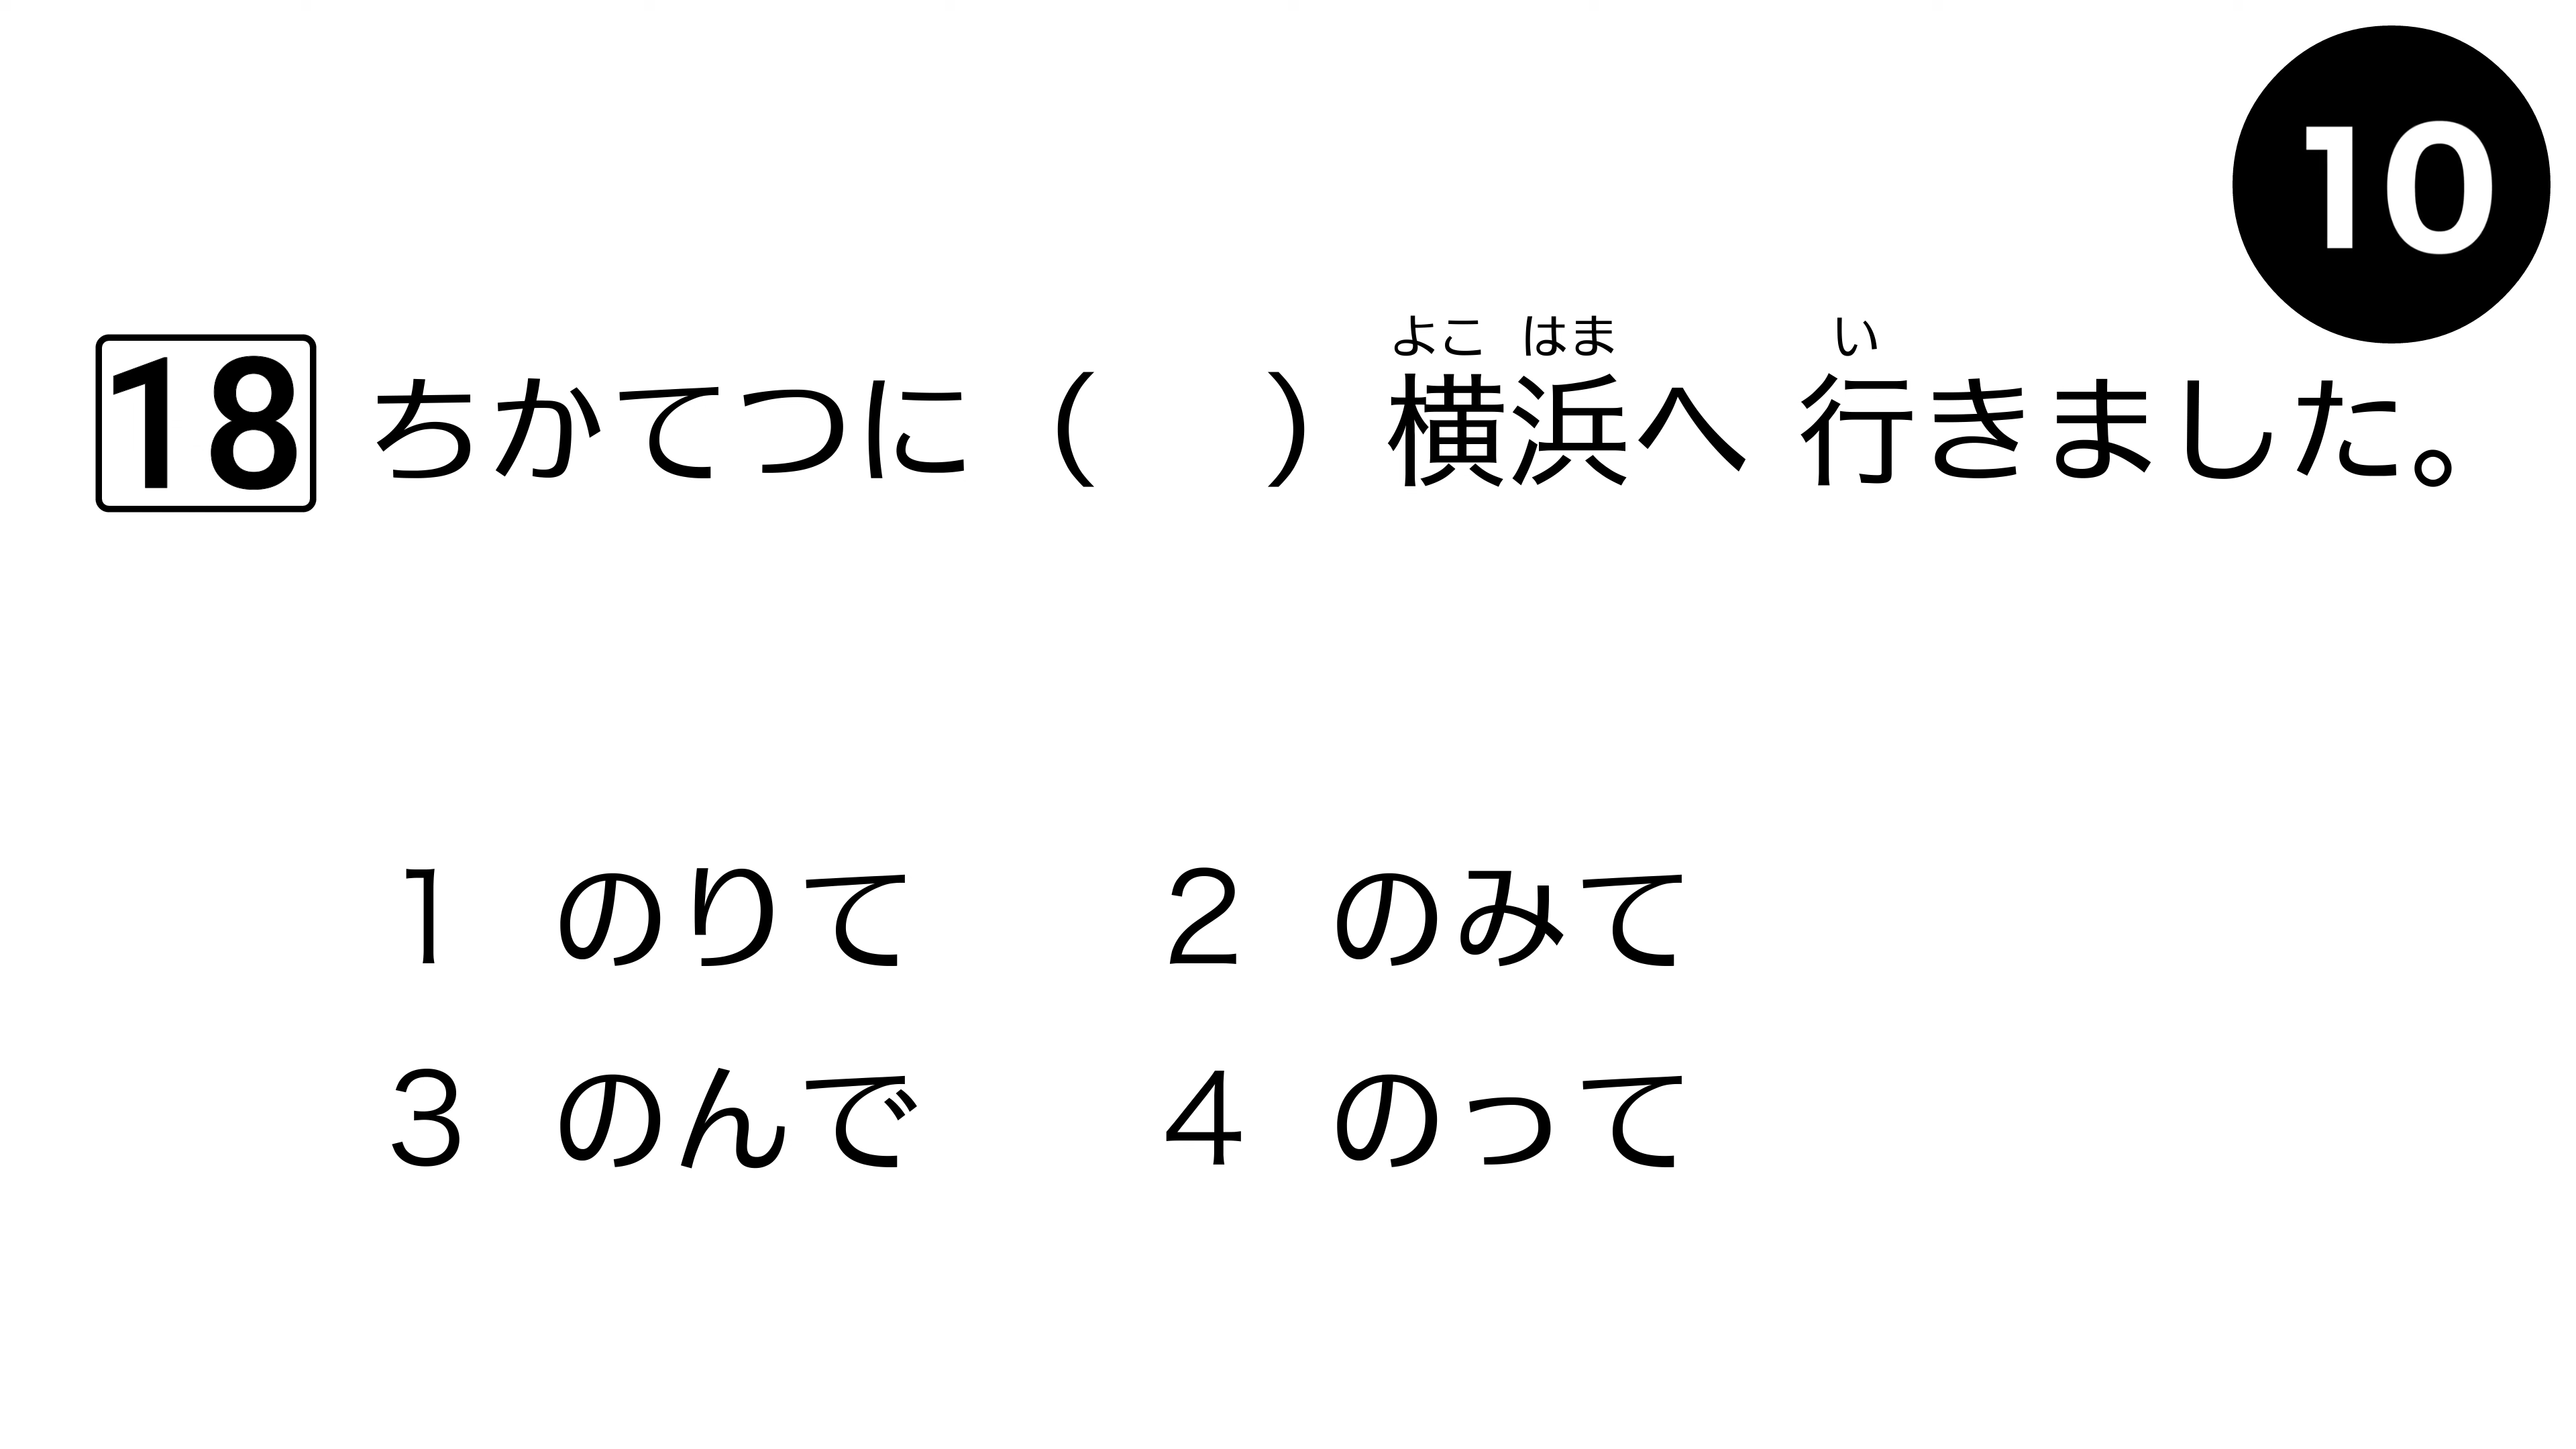 10
よこ はま い
18 ちかてつに（　　）横浜へ 行きました。
1 のりて 2 のみて
3 のんで 4 のって